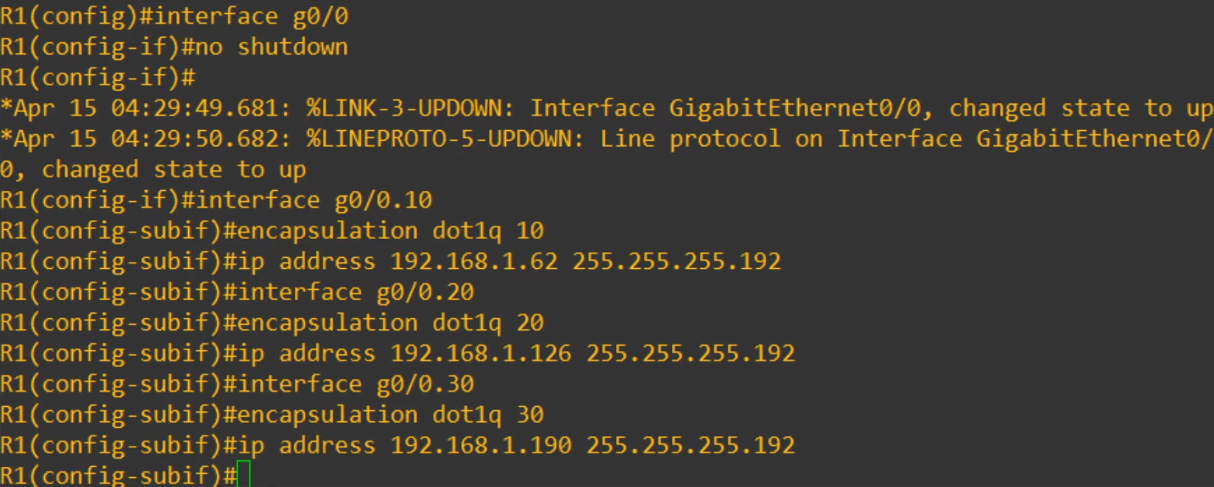 R1(config)#interface g0/0
R1(config-if)#no shutdown
R1(config-if)#
*Apr 15 04:29:49.681: %LINK-3-UPDOWN: Interface GigabitEthernet0/0, changed state to up
*Apr 15 04:29:50.682: %LINEPROTO-5-UPDOWN: Line protocol on Interface GigabitEthernet0/
0, changed state to up
R1(config-if)#interface g0/0.10
R1(config-subif)#encapsulation dot1q 10
R1(config-subif)#ip address 192.168.1.62 255.255.255.192
R1(config-subif)#interface g0/0.20
R1(config-subif)#encapsulation dot1q 20
R1(config-subif)#ip address 192.168.1.126 255.255.255.192
R1(config-subif)#interface g0/0.30
R1(config-subif)#encapsulation dot1q 30
R1(config-subif)#ip address 192.168.1.190 255.255.255.192
R1(config-subif)#